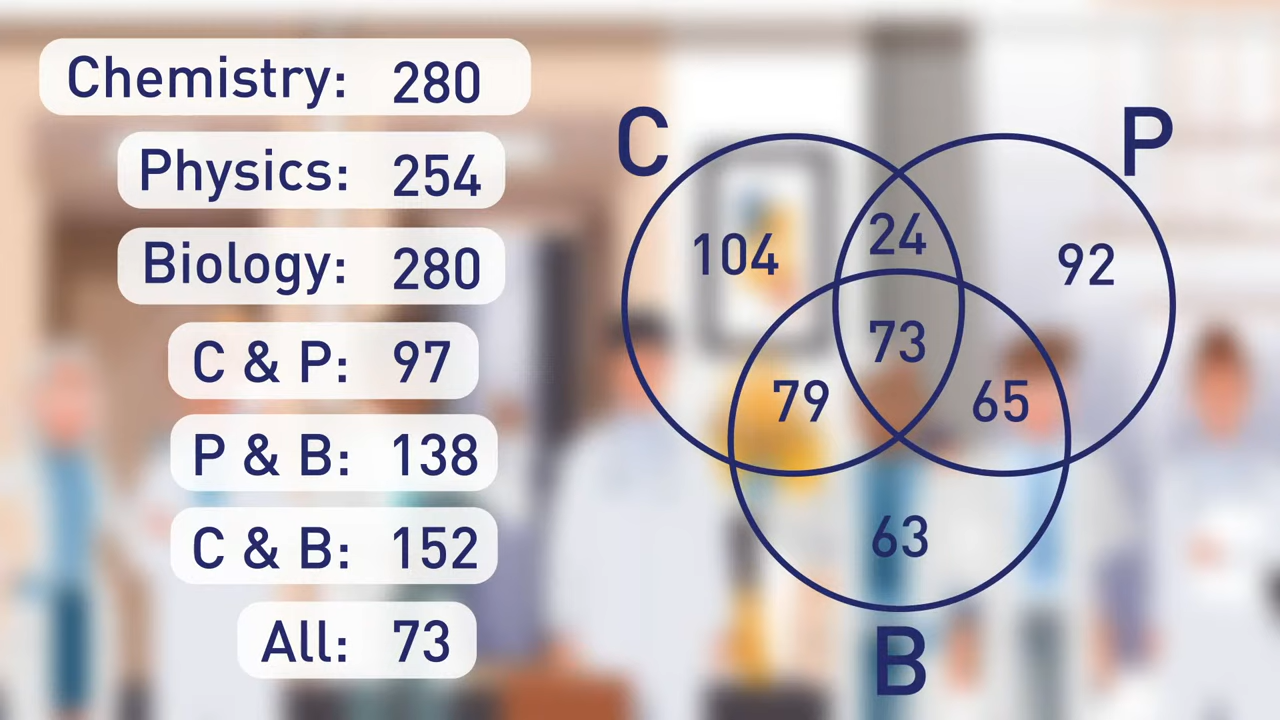 Chemistry: 280
Physics: 254
Biology: 280
C & P: 97
P & B: 138
C & B: 152
All: 73
C
P
24
104
92
73
79
65
63
B